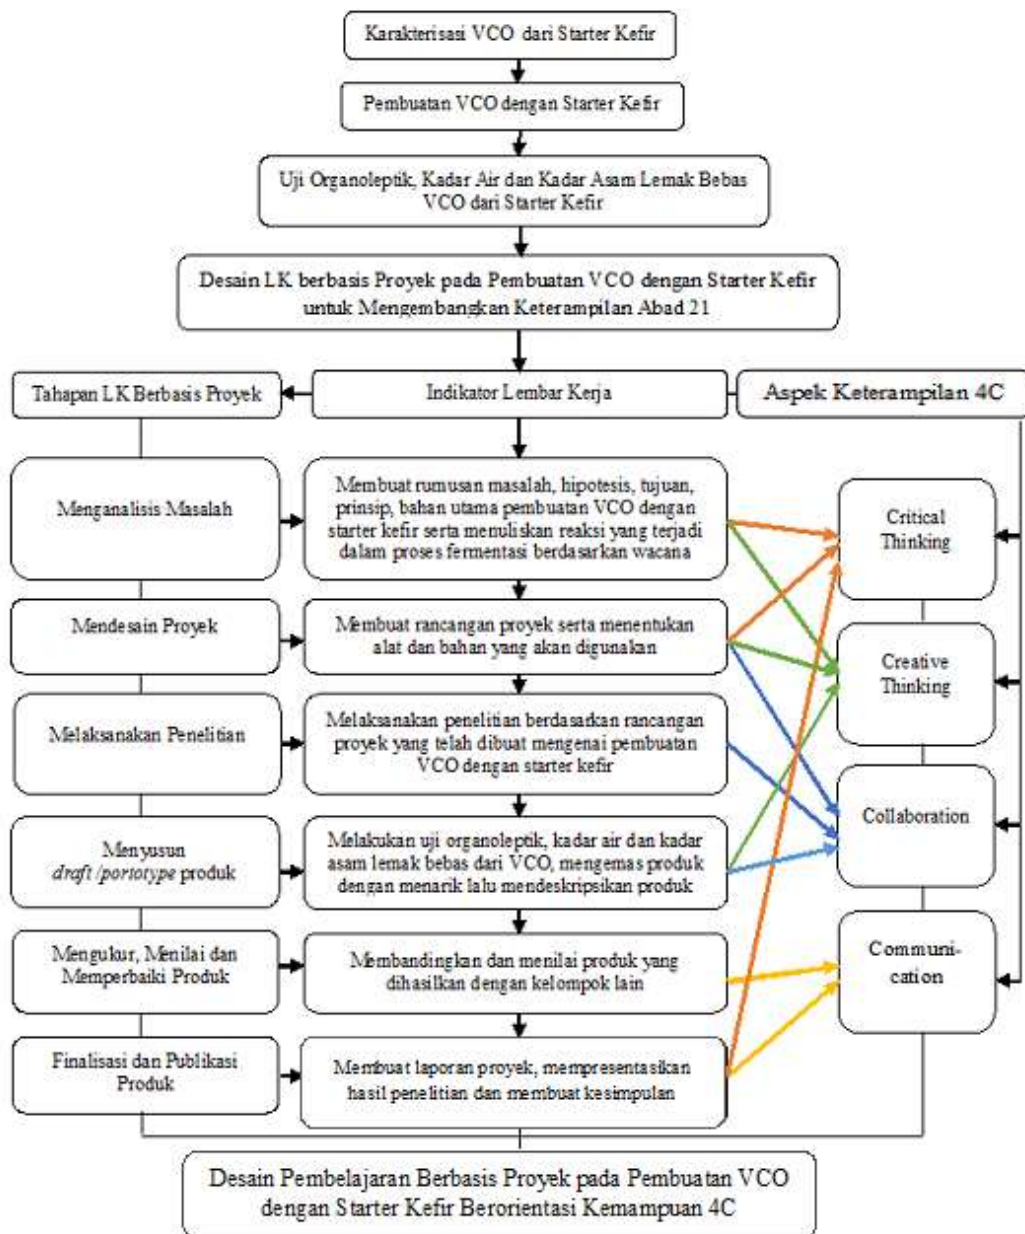 Karakterisasi VCO dari Starter Kefir
Pembuatan VCO dengan Starter Kefir
Uji Organoleptik, Kadar Air dan Kadar Asam Lemak Bebas
VCO dari Starter Kefir
Desain LK berbasis Proyek pada Pembuatan VCO dengan Starter Kefir
untuk Mengembangkan Keterampilan Abad 21
Tahapan LK Berbasis Proyek
Indikator Lembar Kerja
Aspek Keterampilan 4C
Menganalisis Masalah
Membuat rumusan masalah, hipotesis, tujuan,
prinsip, bahan utama pembuatan VCO dengan
starter kefir serta menuliskan reaksi yang terjadi
dalam proses fermentasi berdasarkan wacana
Critical
Thinking
Mendesain Proyek
Membuat rancangan proyek serta menentukan
alat dan bahan yang akan digunakan
Creative
Thinking
Melaksanakan Penelitian
Melaksanakan penelitian berdasarkan rancangan
proyek yang telah dibuat mengenai pembuatan
VCO dengan starter kefir
Collaboration
Menyusun
draft /portotype produk
Melakukan uji organoleptik, kadar air dan kadar
asam lemak bebas dari VCO, mengemas produk
dengan menarik lalu mendeskripsikan produk
Mengukur, Menilai dan
Memperbaiki Produk
Membandingkan dan menilai produk yang
dihasilkan dengan kelompok lain
Communi-
cation
Finalisasi dan Publikasi
Produk
Membuat laporan proyek, mempresentasikan
hasil penelitian dan membuat kesimpulan
Desain Pembelajaran Berbasis Proyek pada Pembuatan VCO
dengan Starter Kefir Berorientasi Kemampuan 4C